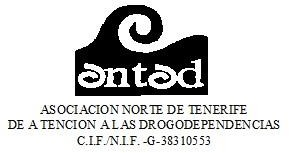 antad
ASOCIACION NORTE DE TENERIFE
DE ATENCION A LAS DROGODEPENDENCIAS
C.I.F./N.I.F. -G-38310553